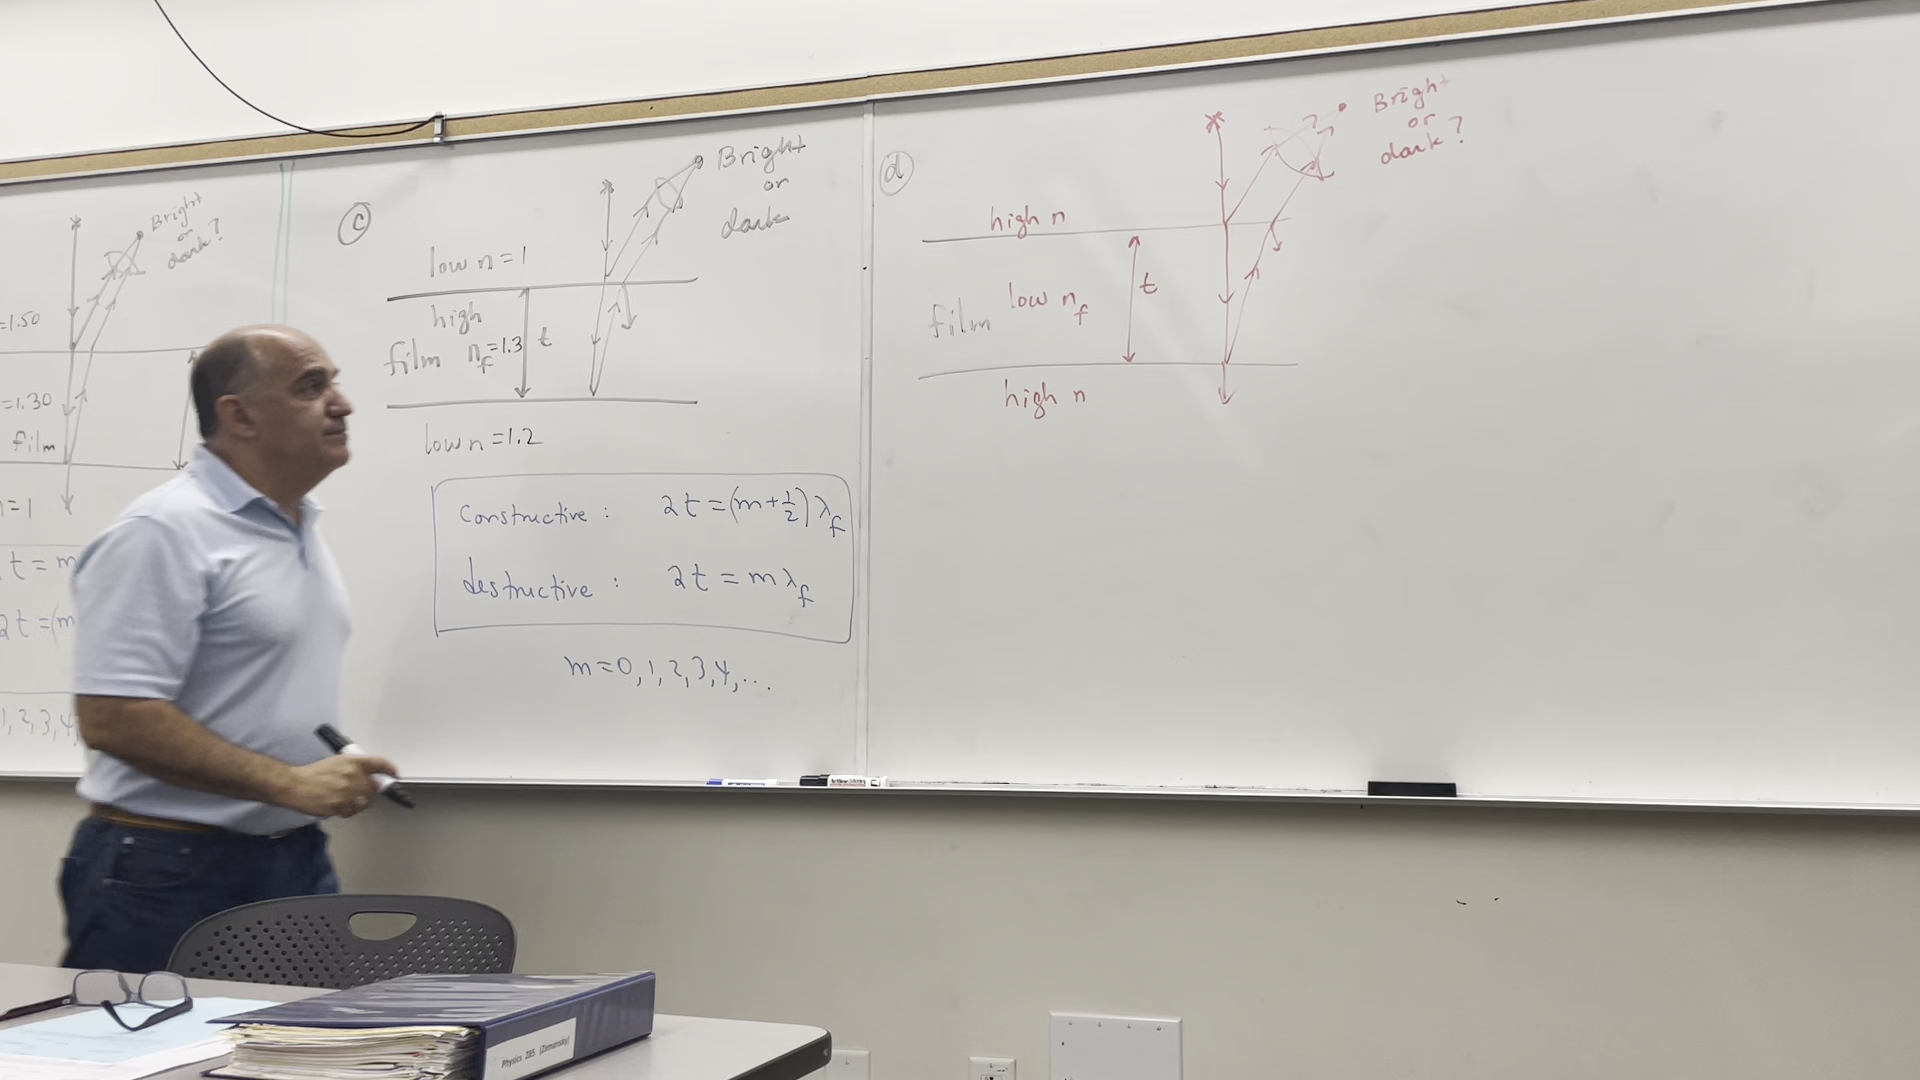 Bright
or
dark?
=1.50
=1.30
film
=1
t = m
2t = (m
1, 2, 3, 4,
c
Bright
or
dark
low n = 1
high
film n_f = 1.3 t
low n = 1.2
Constructive : 2t = (m + 1/2) λ_f
destructive : 2t = m λ_f
m = 0, 1, 2, 3, 4, ...
d
Bright
or
dark?
high n
film low n_f t
high n
Physics 285 (Zamansky)